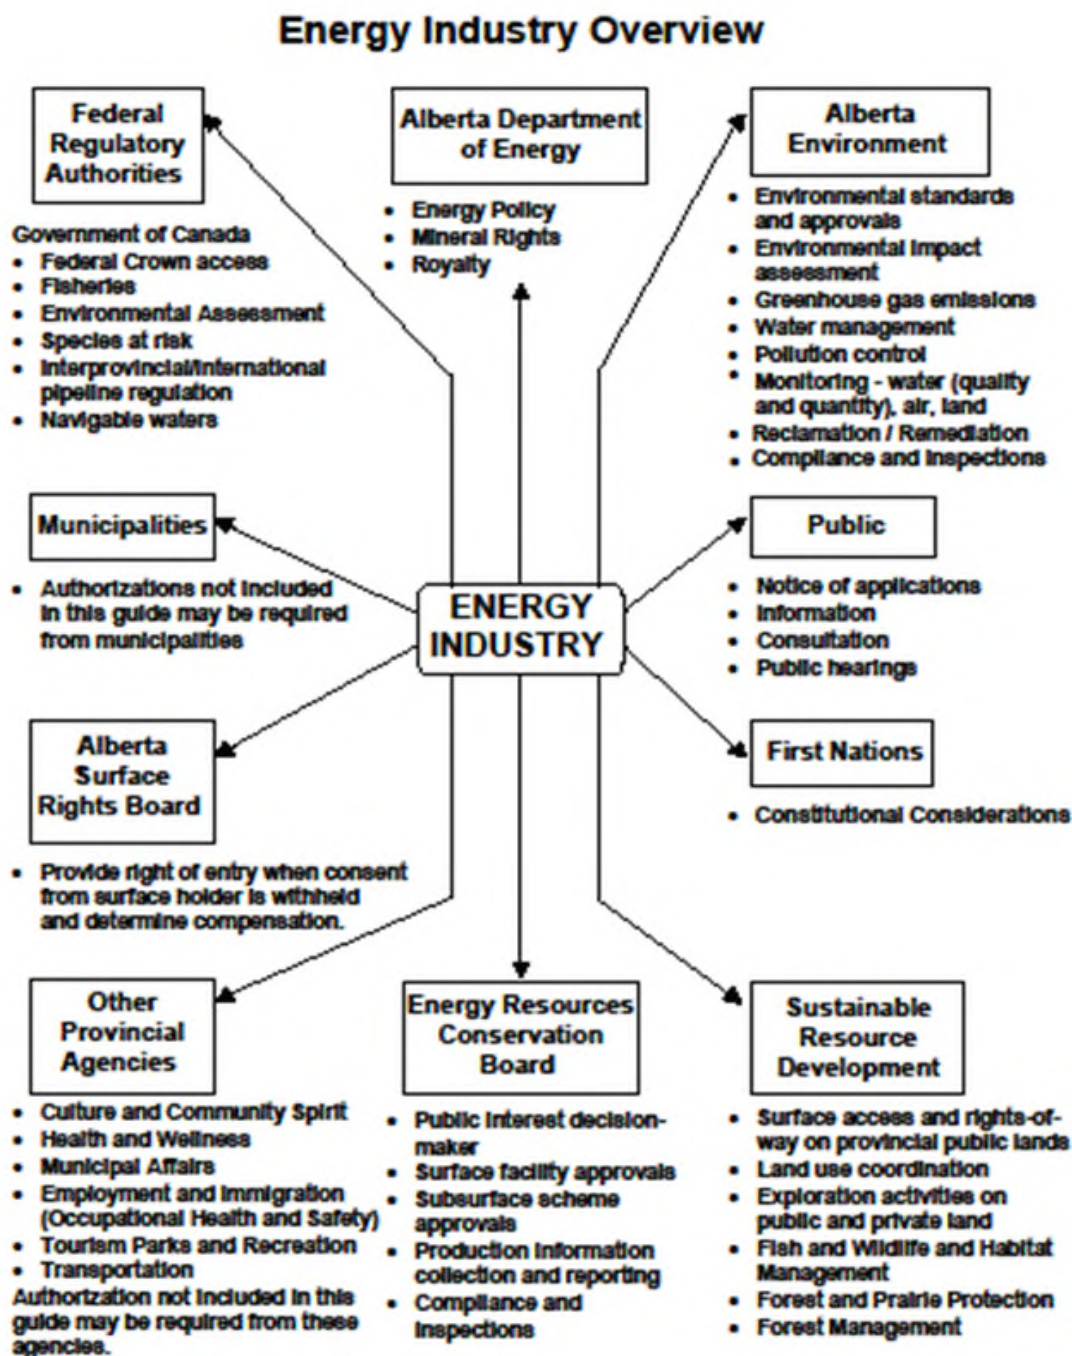 Energy Industry Overview
Federal
Regulatory
Authorities
Government of Canada
• Federal Crown access
• Fisheries
• Environmental Assessment
• Species at risk
• Interprovincial/International
pipeline regulation
• Navigable waters
Alberta Department
of Energy
• Energy Policy
• Mineral Rights
• Royalty
Alberta
Environment
• Environmental standards
and approvals
• Environmental Impact
assessment
• Greenhouse gas emissions
• Water management
• Pollution control
• Monitoring - water (quality
and quantity), air, land
• Reclamation / Remediation
• Compliance and Inspections
Municipalities
• Authorizations not included
in this guide may be required
from municipalities
ENERGY
INDUSTRY
Public
• Notice of applications
• Information
• Consultation
• Public hearings
Alberta
Surface
Rights Board
• Provide right of entry when consent
from surface holder is withheld
and determine compensation.
First Nations
• Constitutional Considerations
Other
Provincial
Agencies
• Culture and Community Spirit
• Health and Wellness
• Municipal Affairs
• Employment and Immigration
(Occupational Health and Safety)
• Tourism Parks and Recreation
• Transportation
Authorization not included in this
guide may be required from these
agencies.
Energy Resources
Conservation
Board
• Public interest decision-
maker
• Surface facility approvals
• Subsurface scheme
approvals
• Production information
collection and reporting
• Compliance and
Inspections
Sustainable
Resource
Development
• Surface access and rights-of-
way on provincial public lands
• Land use coordination
• Exploration activities on
public and private land
• Fish and Wildlife and Habitat
Management
• Forest and Prairie Protection
• Forest Management